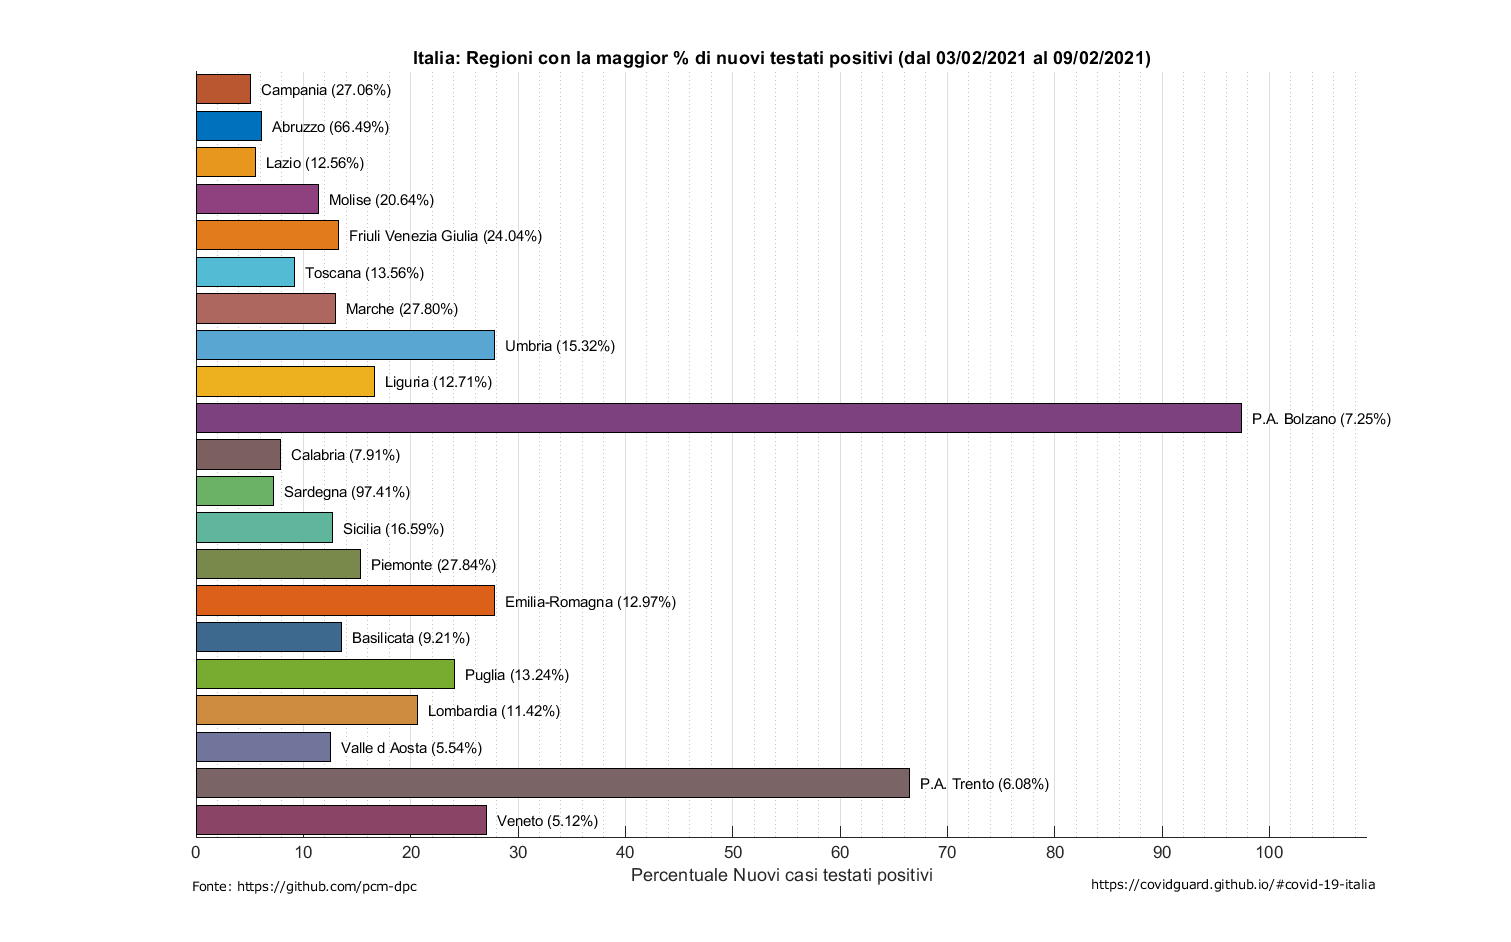 Italia: Regioni con la maggior % di nuovi testati positivi (dal 03/02/2021 al 09/02/2021)
Campania (27.06%)
Abruzzo (66.49%)
Lazio (12.56%)
Molise (20.64%)
Friuli Venezia Giulia (24.04%)
Toscana (13.56%)
Marche (27.80%)
Umbria (15.32%)
Liguria (12.71%)
P.A. Bolzano (7.25%)
Calabria (7.91%)
Sardegna (97.41%)
Sicilia (16.59%)
Piemonte (27.84%)
Emilia-Romagna (12.97%)
Basilicata (9.21%)
Puglia (13.24%)
Lombardia (11.42%)
Valle d Aosta (5.54%)
P.A. Trento (6.08%)
Veneto (5.12%)
0 10 20 30 40 50 60 70 80 90 100
Percentuale Nuovi casi testati positivi
Fonte: https://github.com/pcm-dpc
https://covidguard.github.io/#covid-19-italia